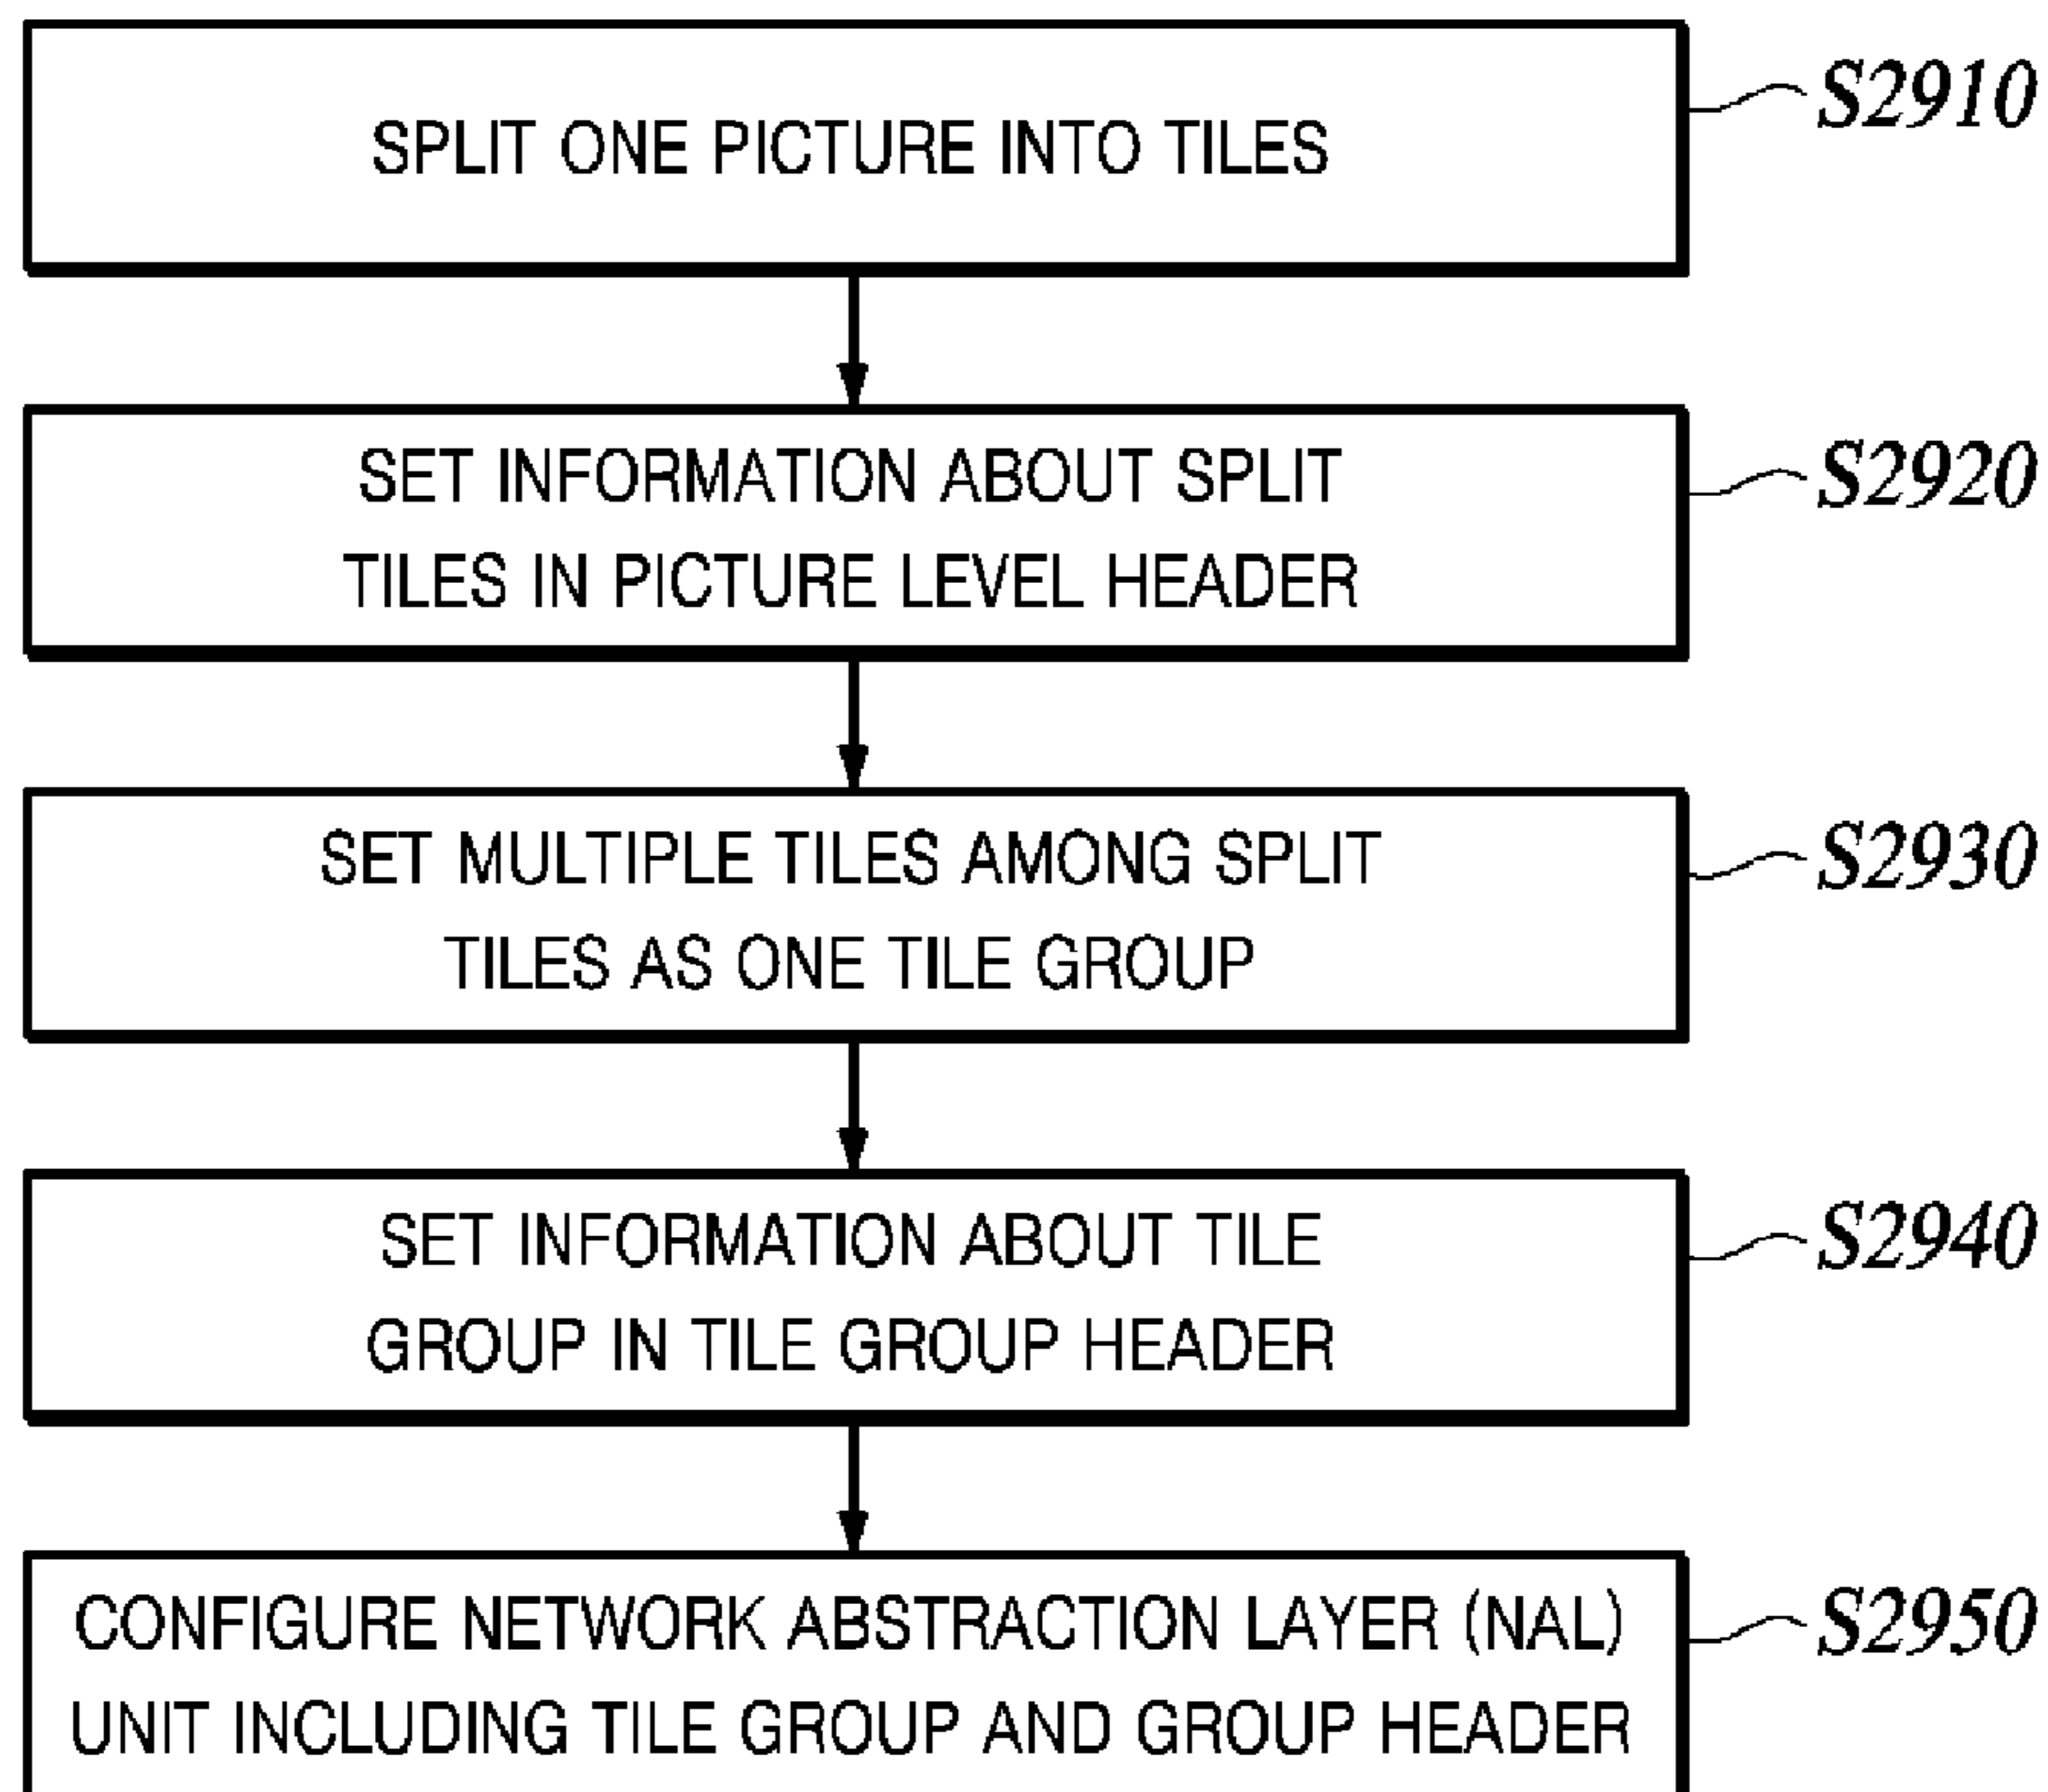 SPLIT ONE PICTURE INTO TILES
S2910
SET INFORMATION ABOUT SPLIT
TILES IN PICTURE LEVEL HEADER
S2920
SET MULTIPLE TILES AMONG SPLIT
TILES AS ONE TILE GROUP
S2930
SET INFORMATION ABOUT TILE
GROUP IN TILE GROUP HEADER
S2940
CONFIGURE NETWORK ABSTRACTION LAYER (NAL)
UNIT INCLUDING TILE GROUP AND GROUP HEADER
S2950